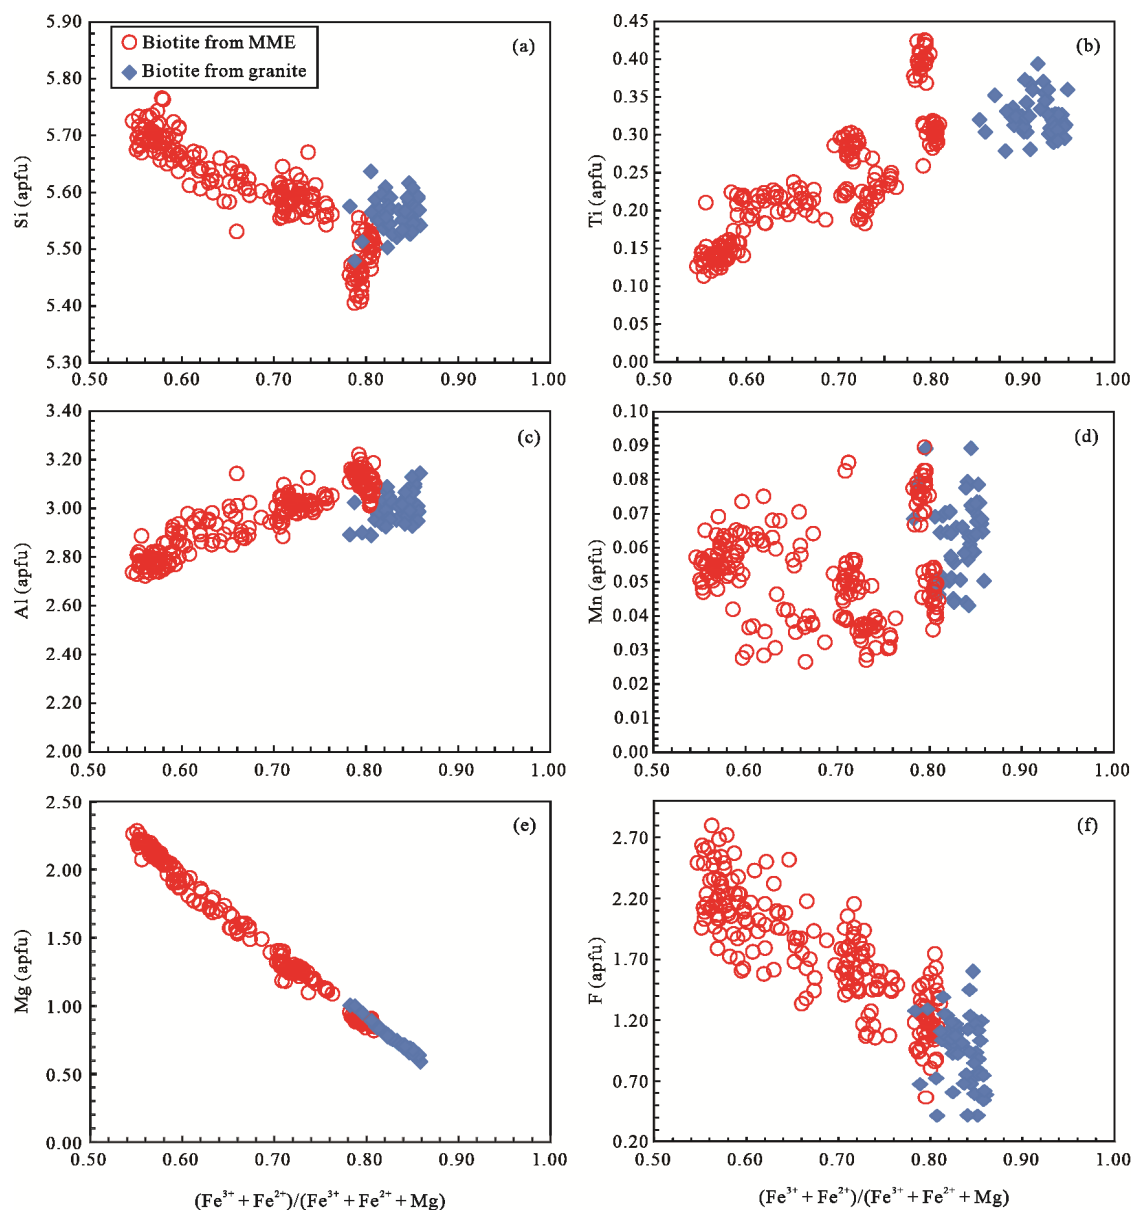 Biotite from MME
Biotite from granite
(a)
Si (apfu)
5.90
5.80
5.70
5.60
5.50
5.40
5.30
0.50 0.60 0.70 0.80 0.90 1.00
(b)
Ti (apfu)
0.45
0.40
0.35
0.30
0.25
0.20
0.15
0.10
0.05
0.00
0.50 0.60 0.70 0.80 0.90 1.00
(c)
Al (apfu)
3.40
3.20
3.00
2.80
2.60
2.40
2.20
2.00
0.50 0.60 0.70 0.80 0.90 1.00
(d)
Mn (apfu)
0.10
0.09
0.08
0.07
0.06
0.05
0.04
0.03
0.02
0.01
0.00
0.50 0.60 0.70 0.80 0.90 1.00
(e)
Mg (apfu)
2.50
2.00
1.50
1.00
0.50
0.00
0.50 0.60 0.70 0.80 0.90 1.00
(Fe³⁺ + Fe²⁺)/(Fe³⁺ + Fe²⁺ + Mg)
(f)
F (apfu)
2.70
2.20
1.70
1.20
0.70
0.20
0.50 0.60 0.70 0.80 0.90 1.00
(Fe³⁺ + Fe²⁺)/(Fe³⁺ + Fe²⁺ + Mg)